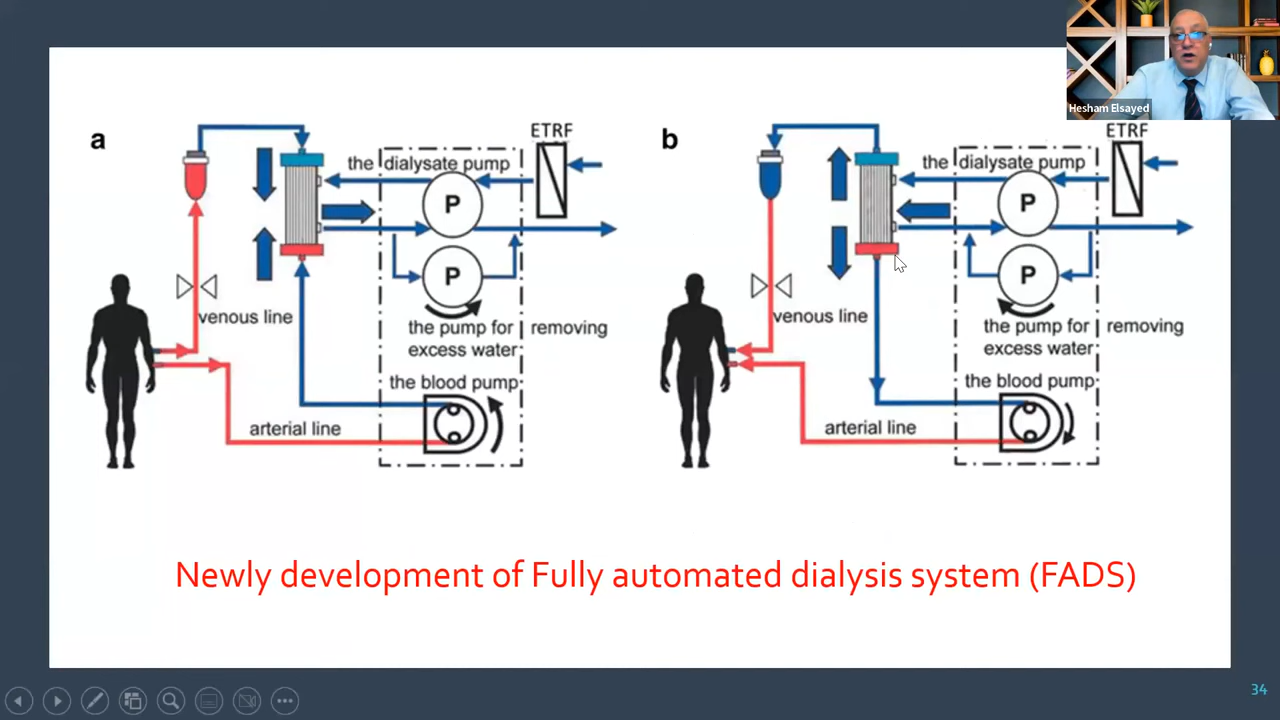 Hesham Elsayed
a
ETRF
the dialysate pump
P
P
venous line
the pump for removing
excess water
the blood pump
arterial line
b
ETRF
the dialysate pump
P
P
venous line
the pump for removing
excess water
the blood pump
arterial line
Newly development of Fully automated dialysis system (FADS)
34